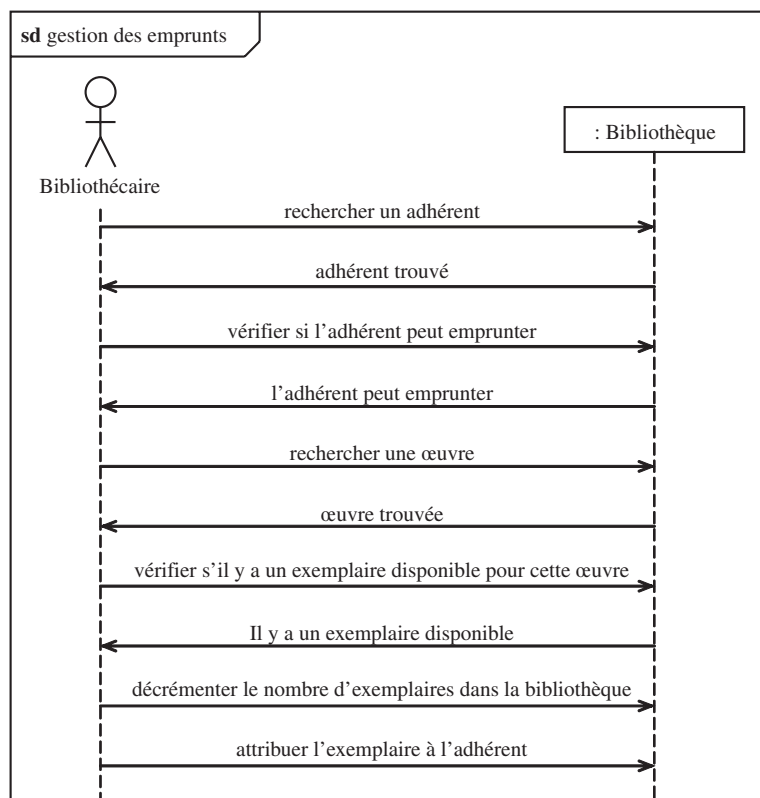 sd gestion des emprunts
: Bibliothèque
Bibliothécaire
rechercher un adhérent
adhérent trouvé
vérifier si l’adhérent peut emprunter
l’adhérent peut emprunter
rechercher une œuvre
œuvre trouvée
vérifier s’il y a un exemplaire disponible pour cette œuvre
Il y a un exemplaire disponible
décrémenter le nombre d’exemplaires dans la bibliothèque
attribuer l’exemplaire à l’adhérent